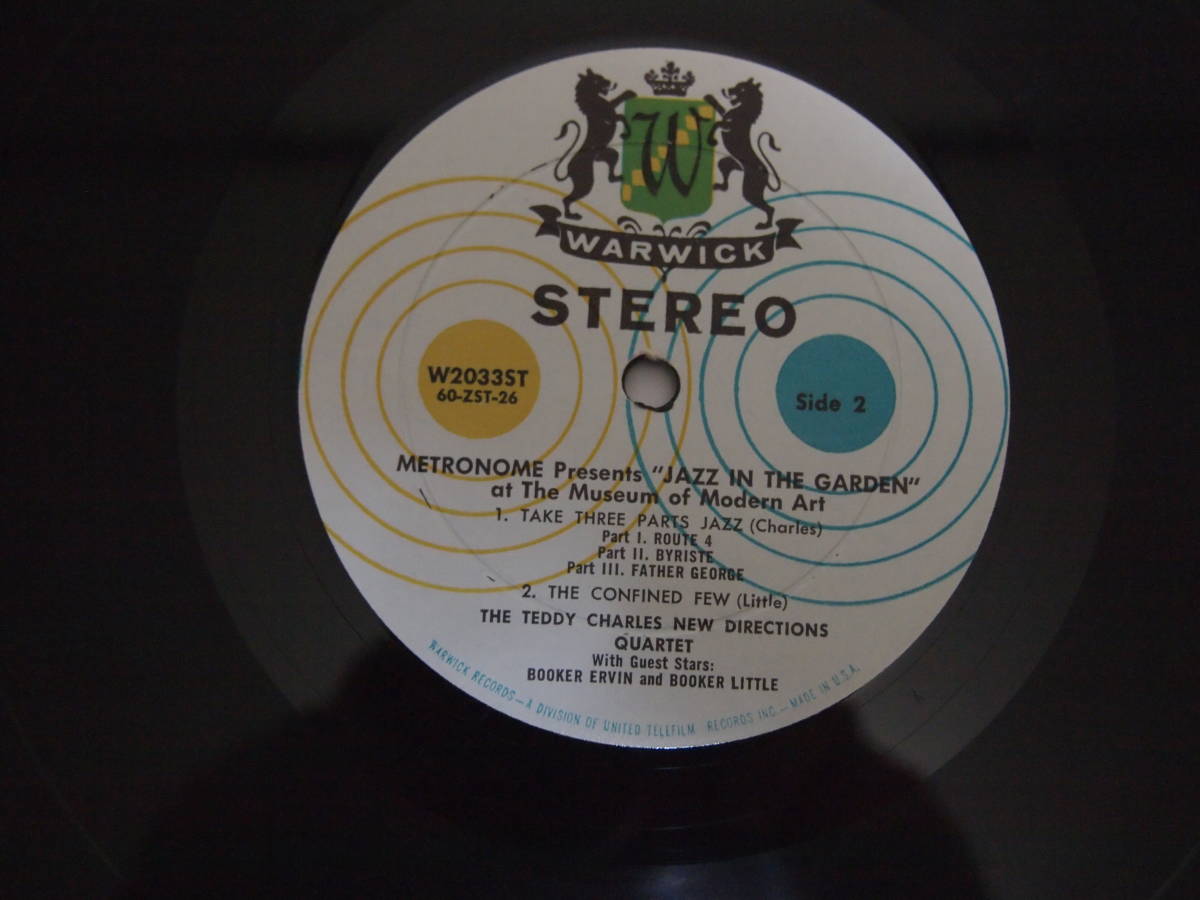 W
WARWICK
STEREO
W2033ST
60-ZST-26
Side 2
METRONOME Presents "JAZZ IN THE GARDEN"
at The Museum of Modern Art
1. TAKE THREE PARTS JAZZ (Charles)
Part I. ROUTE 4
Part II. BYRISTE
Part III. FATHER GEORGE
2. THE CONFINED FEW (Little)
THE TEDDY CHARLES NEW DIRECTIONS
QUARTET
With Guest Stars:
BOOKER ERVIN and BOOKER LITTLE
WARWICK RECORDS—A DIVISION OF UNITED TELEFILM RECORDS INC.—MADE IN U.S.A.